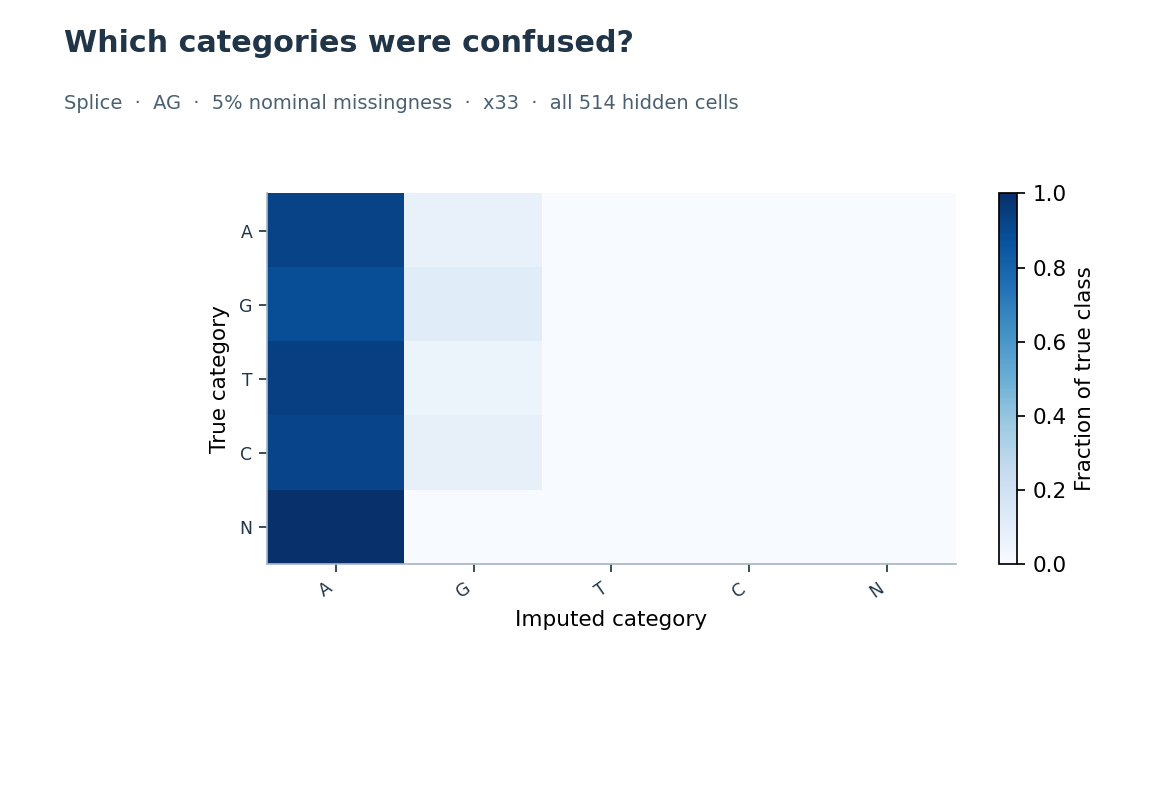 Which categories were confused?
Splice · AG · 5% nominal missingness · x33 · all 514 hidden cells
True category
A
G
T
C
N
A G T C N
Imputed category
1.0
0.8
0.6
0.4
0.2
0.0
Fraction of true class